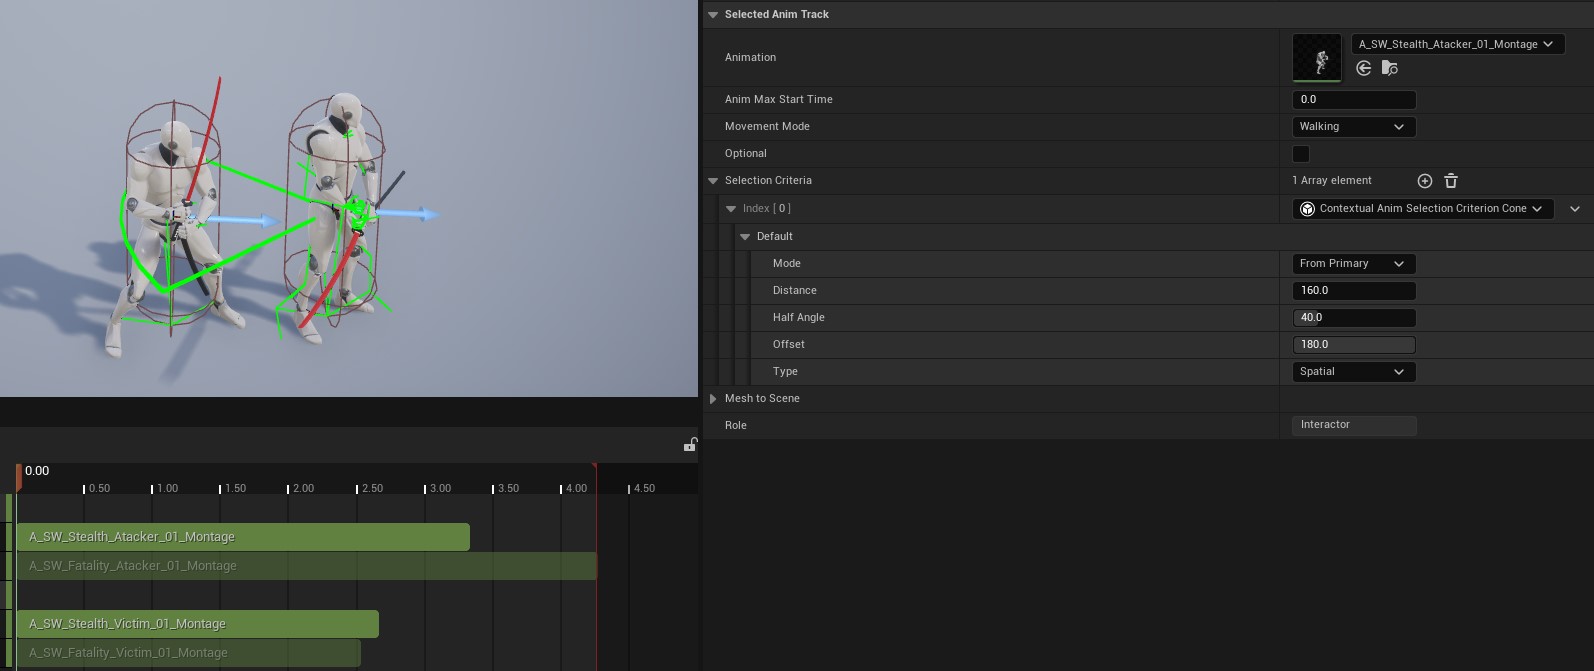 Selected Anim Track
Animation
A_SW_Stealth_Atacker_01_Montage
Anim Max Start Time
0.0
Movement Mode
Walking
Optional
Selection Criteria
1 Array element
Index [ 0 ]
Contextual Anim Selection Criterion Cone
Default
Mode
From Primary
Distance
160.0
Half Angle
40.0
Offset
180.0
Type
Spatial
Mesh to Scene
Role
Interactor
0.00
0.50 1.00 1.50 2.00 2.50 3.00 3.50 4.00 4.50
A_SW_Stealth_Atacker_01_Montage
A_SW_Fatality_Atacker_01_Montage
A_SW_Stealth_Victim_01_Montage
A_SW_Fatality_Victim_01_Montage